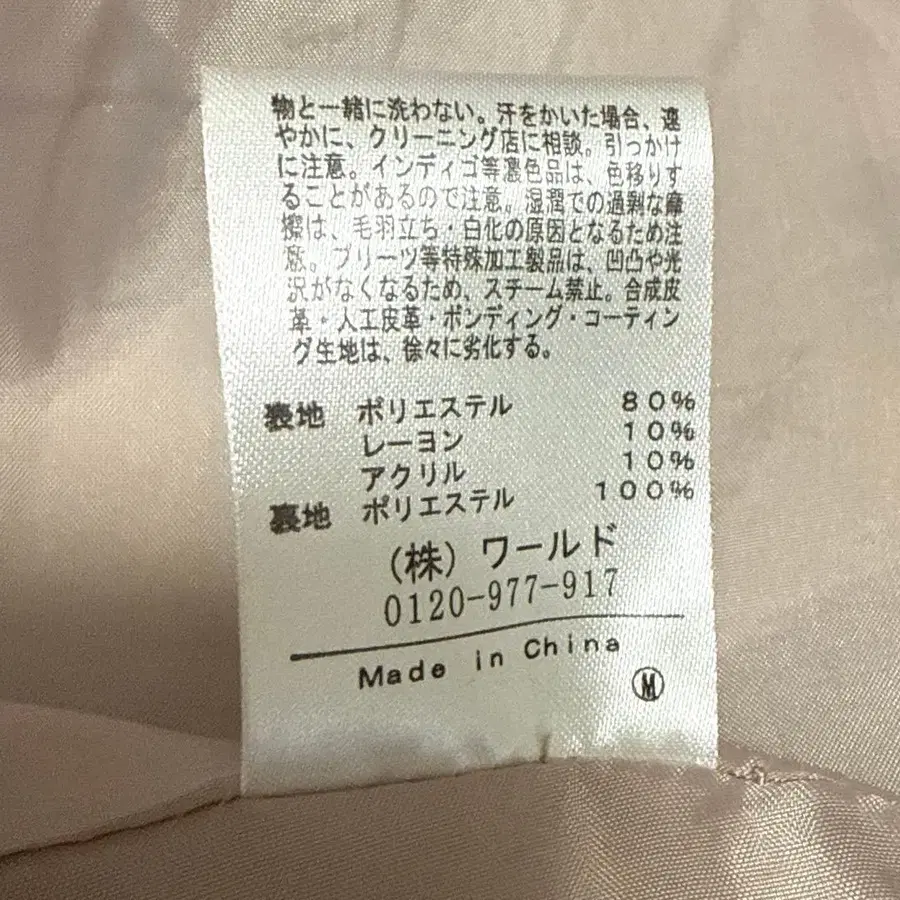 物と一緒に洗わない。汗をかいた場合、速
やかに、クリーニング店に相談。引っかけ
に注意。インディゴ等濃色品は、色移りす
ることがあるので注意。湿潤での過剰な摩
擦は、毛羽立ち・白化の原因となるため注
意。プリーツ等特殊加工製品は、凹凸や光
沢がなくなるため、スチーム禁止。合成皮
革・人工皮革・ボンディング・コーティン
グ生地は、徐々に劣化する。
表地 ポリエステル 80%
レーヨン 10%
アクリル 10%
裏地 ポリエステル 100%
(株) ワールド
0120-977-917
Made in China
M